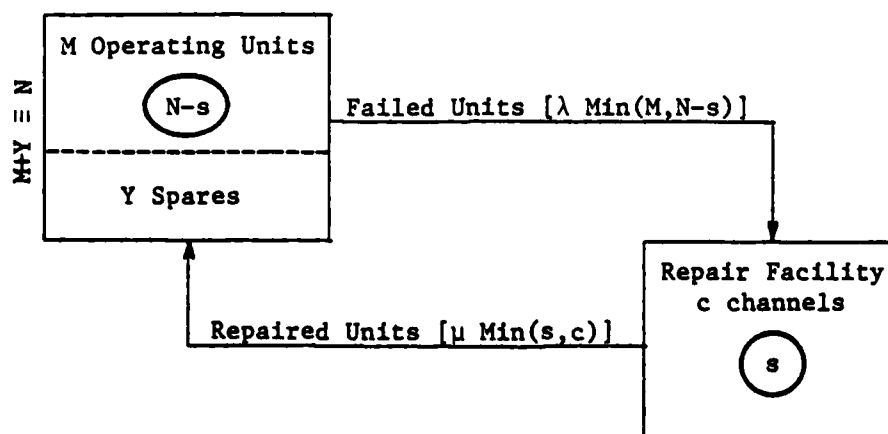 M Operating Units
N-s
M+Y ≡ N
Y Spares
Failed Units [λ Min(M,N-s)]
Repair Facility
c channels
s
Repaired Units [μ Min(s,c)]